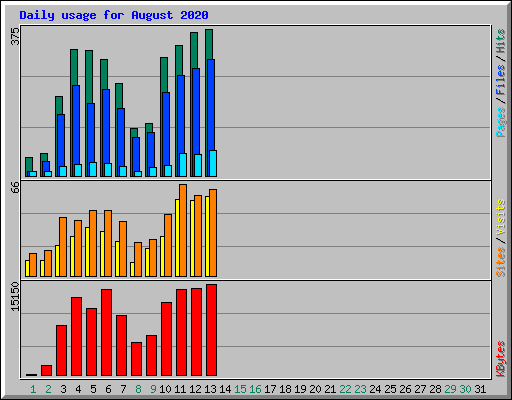 Daily usage for August 2020
375
Pages/Files/Hits
66
Sites/Visits
15150
KBytes
1 2 3 4 5 6 7 8 9 10 11 12 13 14 15 16 17 18 19 20 21 22 23 24 25 26 27 28 29 30 31